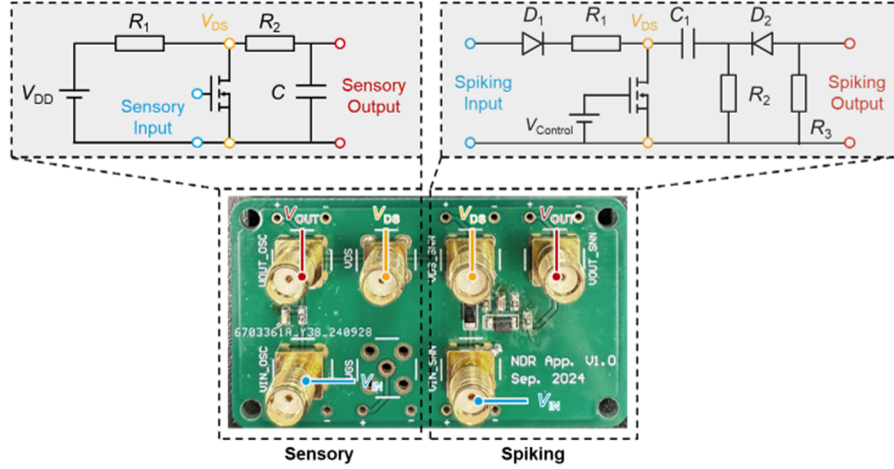 R1
VDS
R2
VDD
Sensory
Input
C
Sensory
Output
D1
R1
VDS
C1
D2
Spiking
Input
VControl
R2
Spiking
Output
R3
+ -
+ -
+ -
VOUT
VDS
VDS
VOUT
VOUT_OSC
VDS
VOUT_SNN
6703361A_Y38_240928
VIN_OSC
VGS
VIN
VIN_SNN
NDR App. V1.0
Sep. 2024
VIN
+ -
Sensory
Spiking